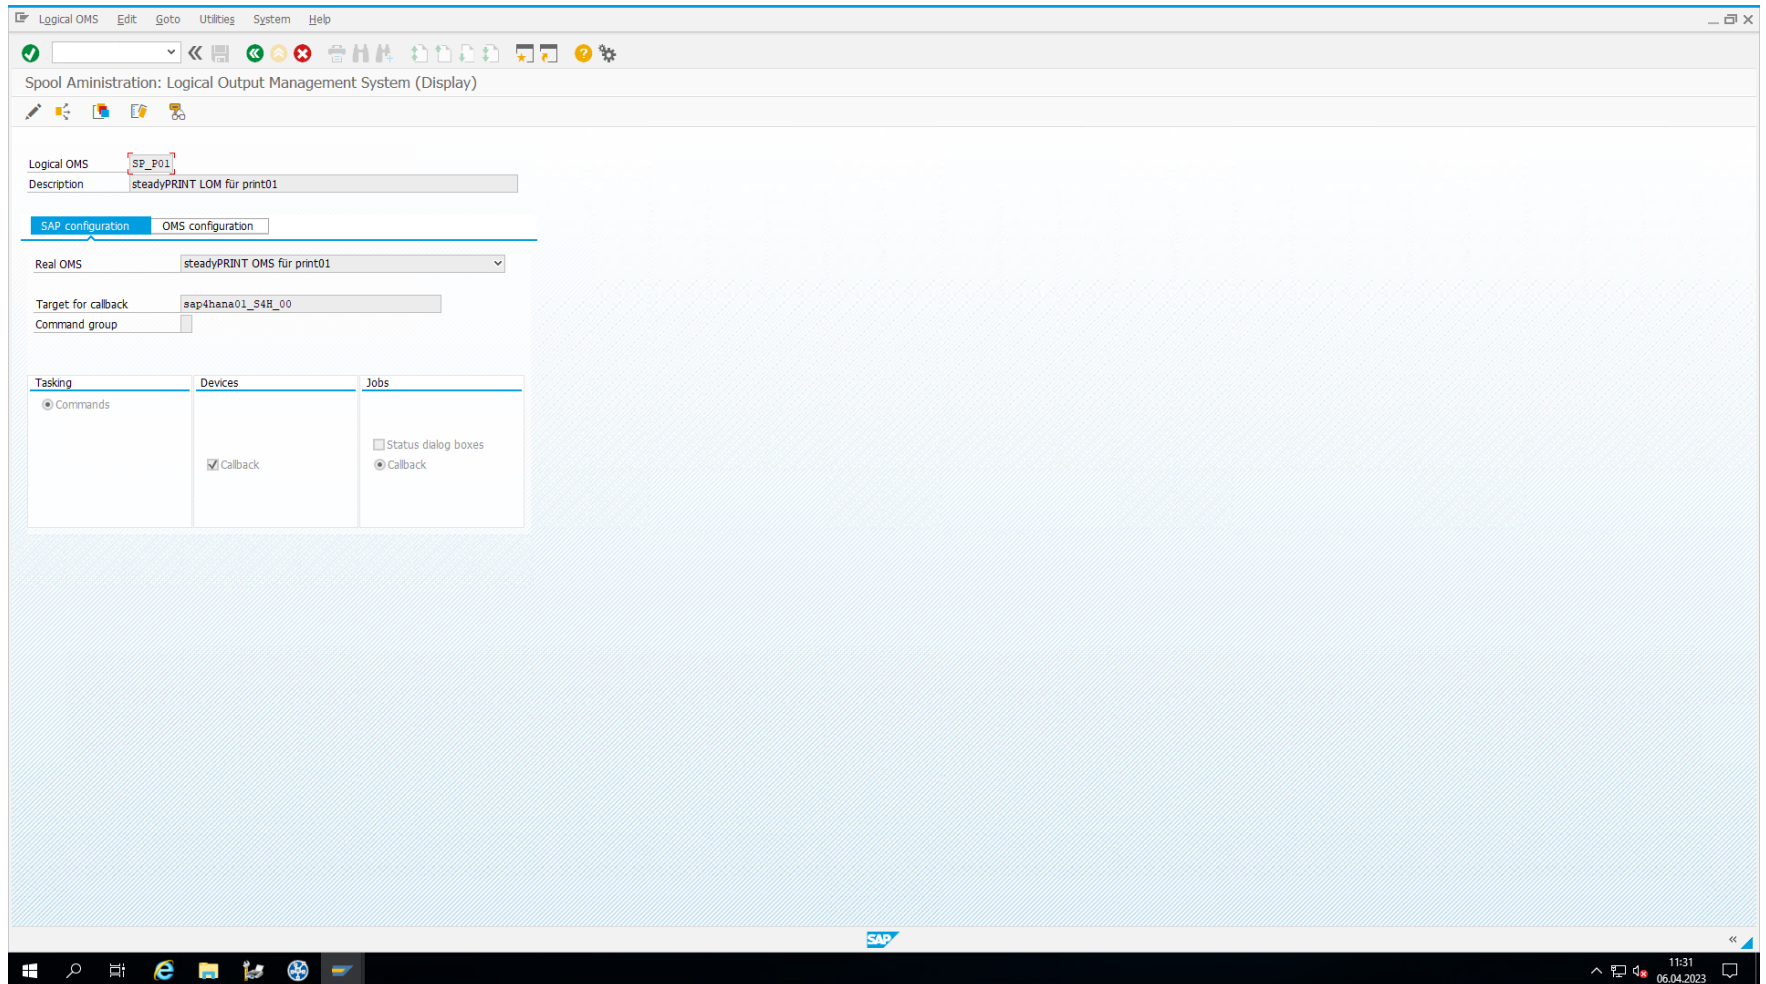 Logical OMS Edit Goto Utilities System Help
Spool Aministration: Logical Output Management System (Display)
Logical OMS SP_P01
Description steadyPRINT LOM für print01
SAP configuration OMS configuration
Real OMS steadyPRINT OMS für print01
Target for callback sap4hana01_S4H_00
Command group
Tasking Devices Jobs
Commands
Status dialog boxes
Callback Callback
SAP
11:31
06.04.2023